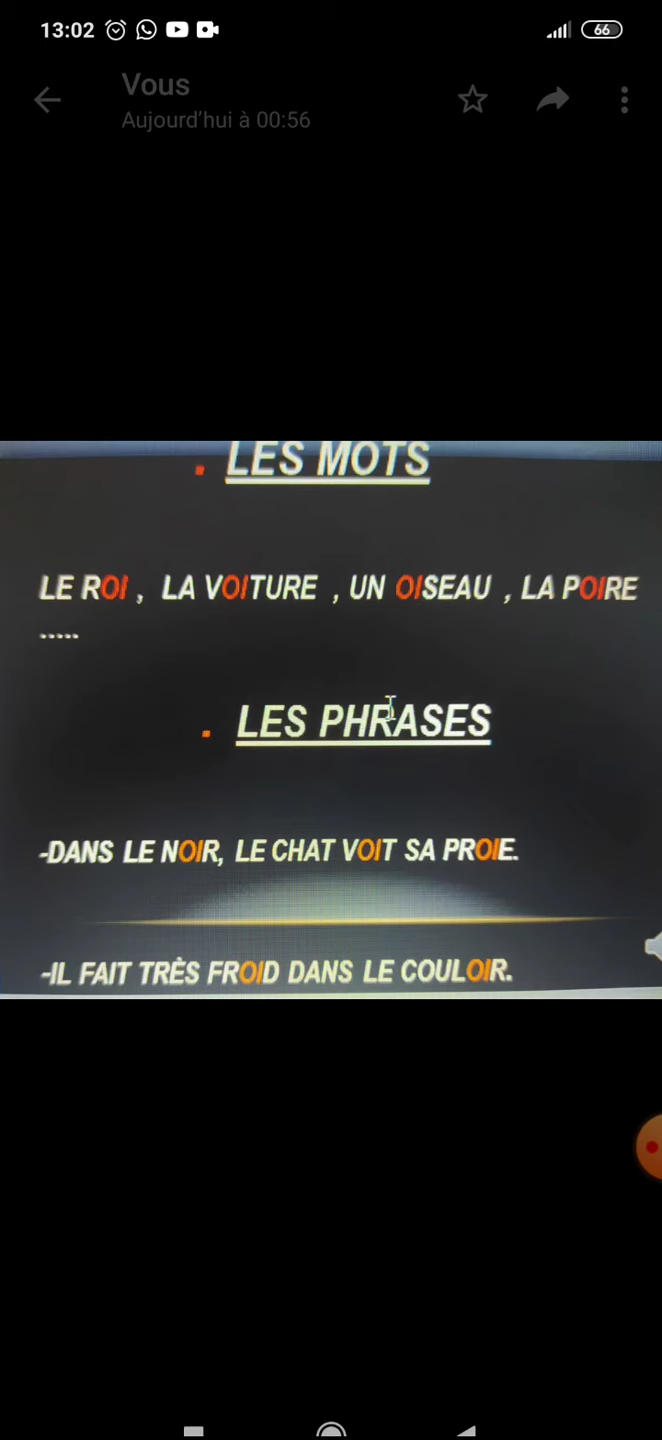 13:02
66
Vous
Aujourd'hui à 00:56
. LES MOTS
LE ROI , LA VOITURE , UN OISEAU , LA POIRE
.....
. LES PHRASES
-DANS LE NOIR, LE CHAT VOIT SA PROIE.
-IL FAIT TRÈS FROID DANS LE COULOIR.